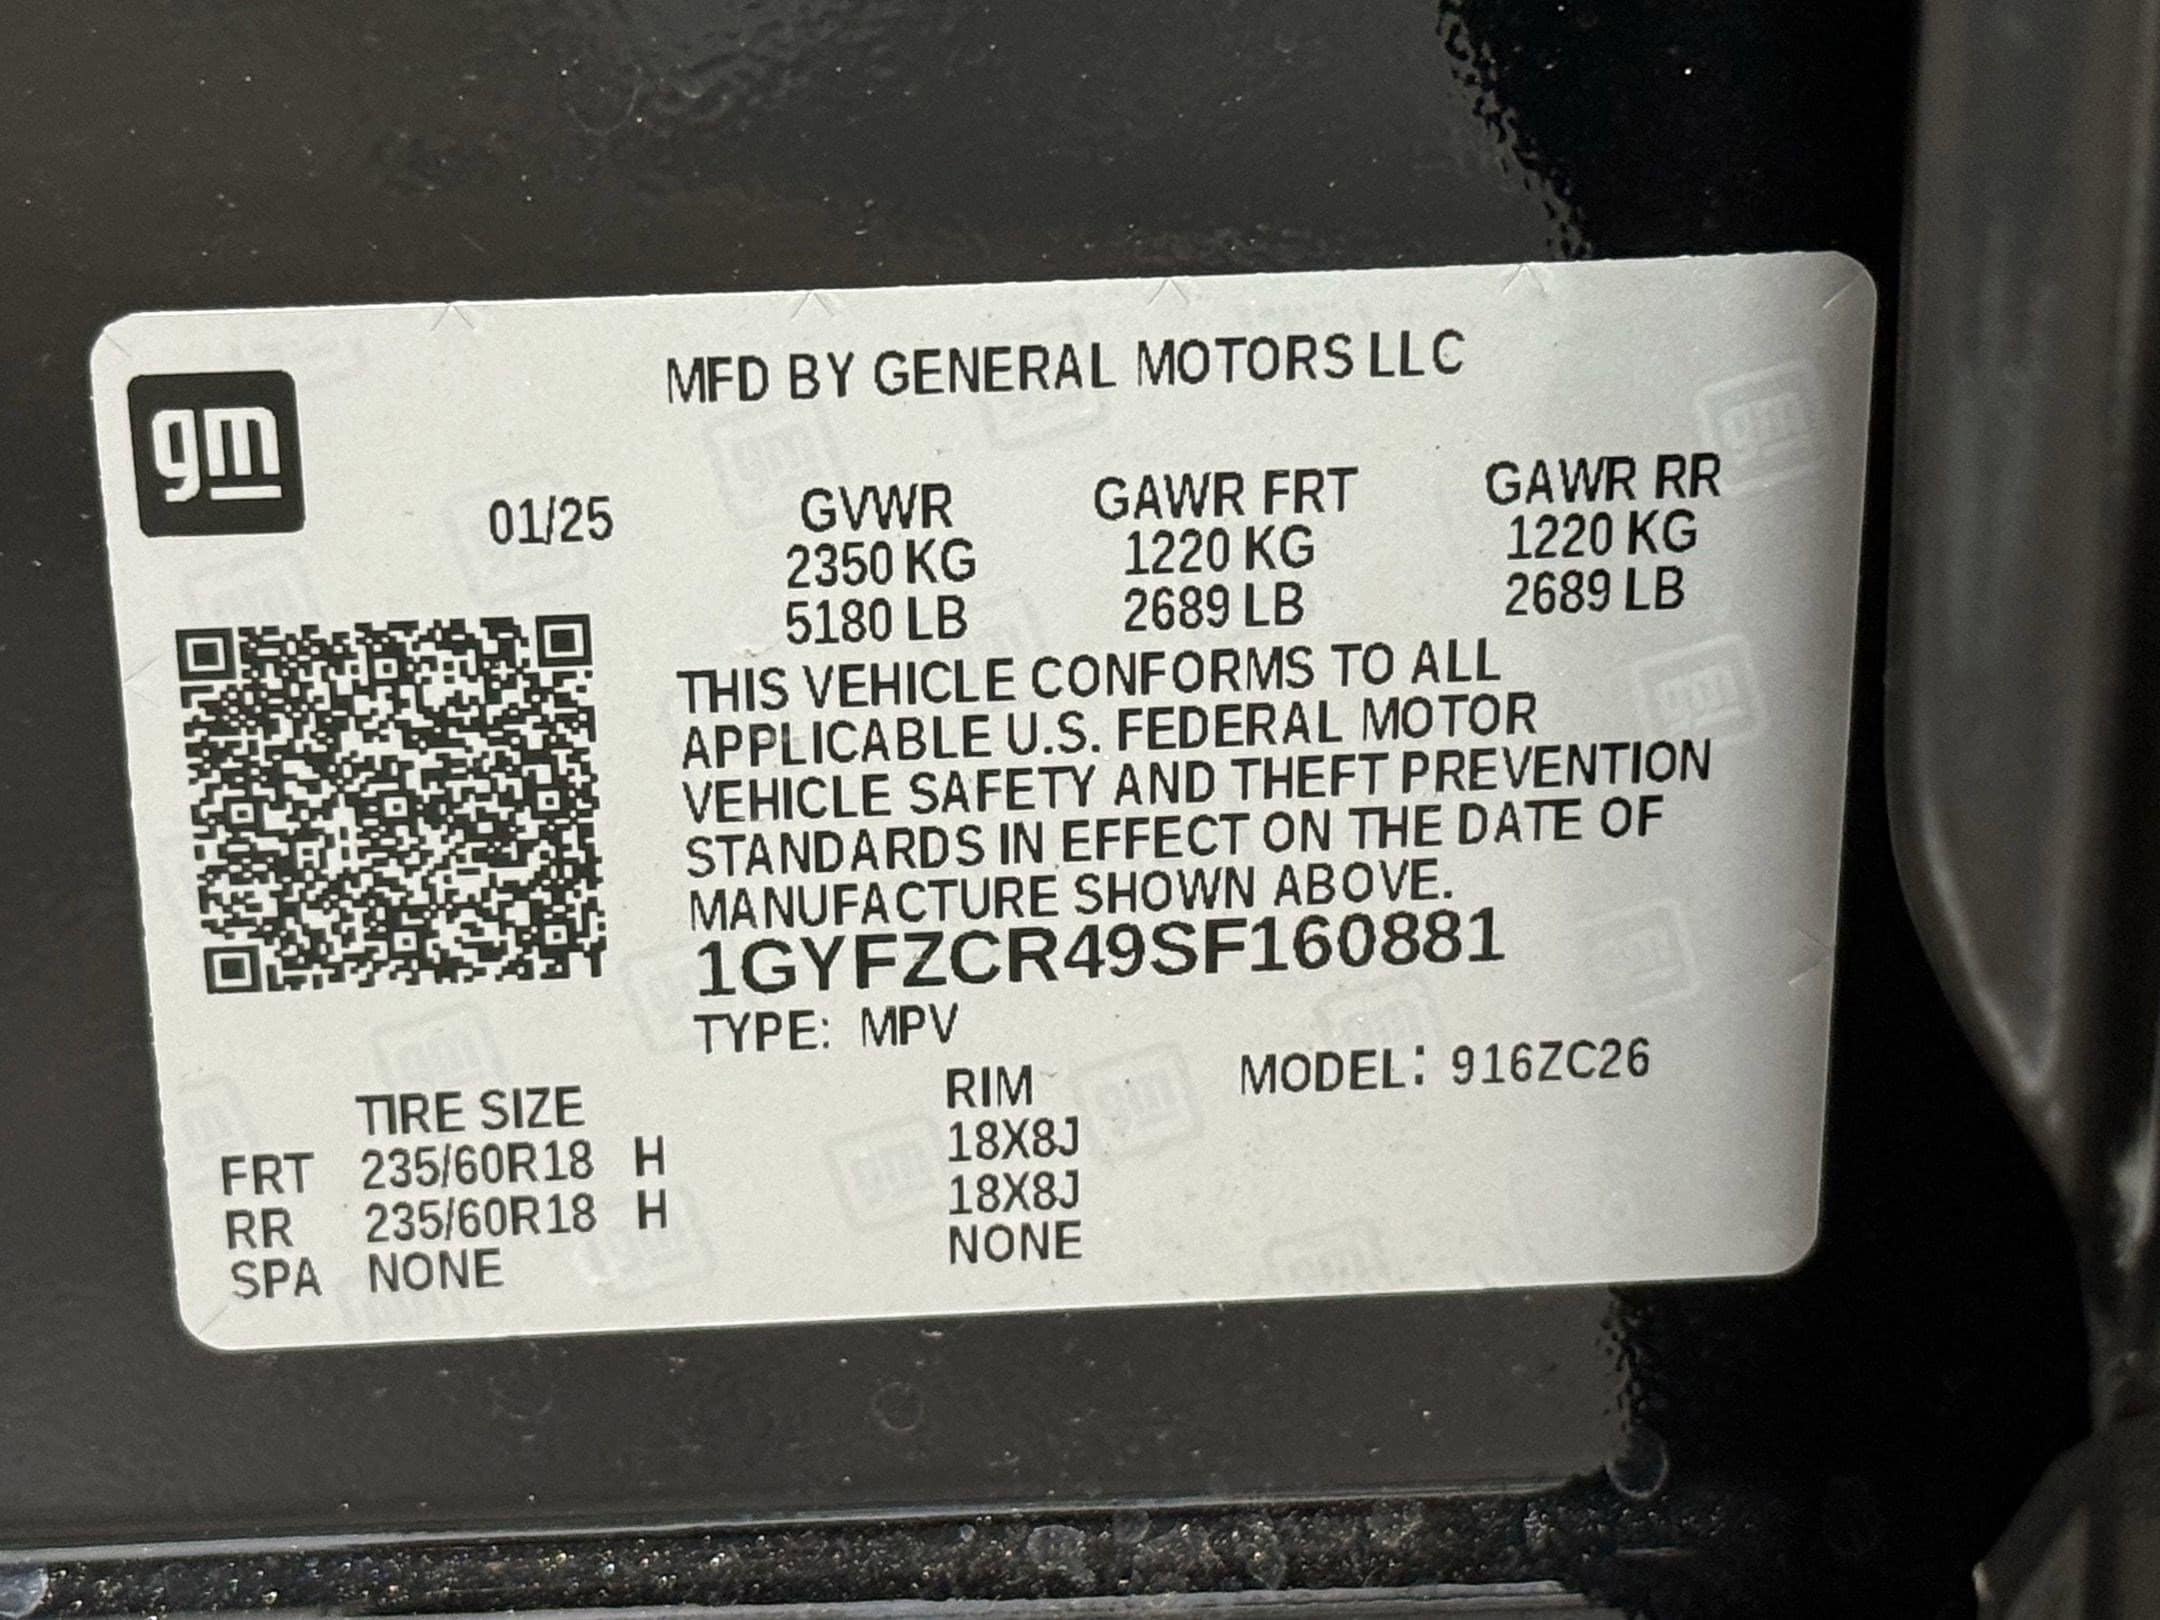 gm
MFD BY GENERAL MOTORS LLC
01/25
GVWR GAWR FRT GAWR RR
2350 KG 1220 KG 1220 KG
5180 LB 2689 LB 2689 LB
THIS VEHICLE CONFORMS TO ALL
APPLICABLE U.S. FEDERAL MOTOR
VEHICLE SAFETY AND THEFT PREVENTION
STANDARDS IN EFFECT ON THE DATE OF
MANUFACTURE SHOWN ABOVE.
1GYFZCR49SF160881
TYPE: MPV
MODEL: 916ZC26
TIRE SIZE RIM
FRT 235/60R18 H 18X8J
RR 235/60R18 H 18X8J
SPA NONE NONE